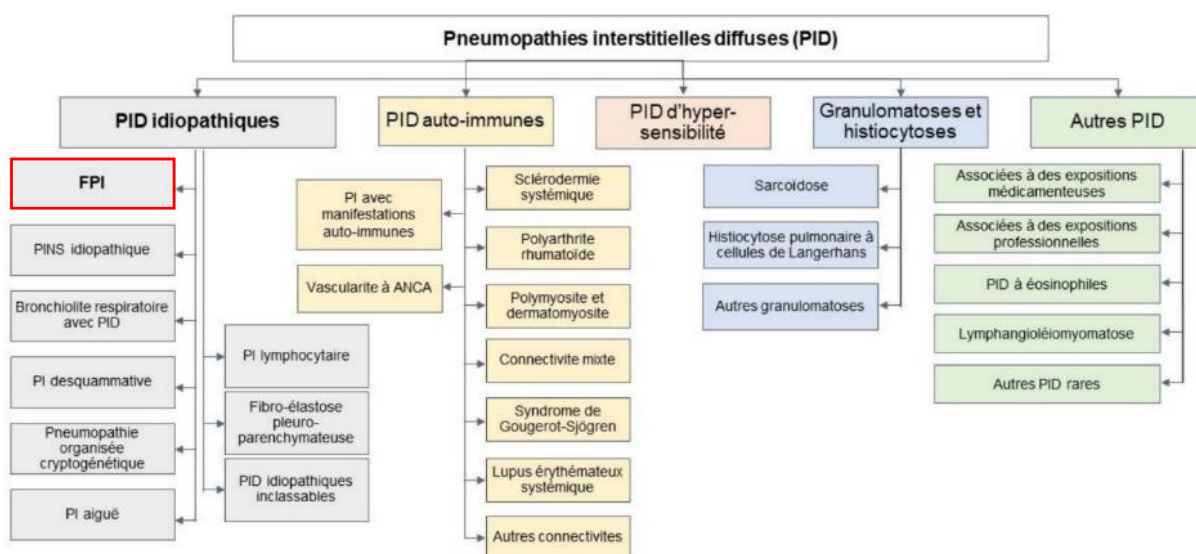 Pneumopathies interstitielles diffuses (PID)
PID idiopathiques
FPI
PINS idiopathique
Bronchiolite respiratoire
avec PID
PI desquammative
Pneumopathie
organisée
cryptogénétique
PI aiguë
PI lymphocytaire
Fibro-élastose
pleuro-
parenchymateuse
PID idiopathiques
inclassables
PID auto-immunes
PI avec
manifestations
auto-immunes
Vascularite à ANCA
Sclérodermie
systémique
Polyarthrite
rhumatoïde
Polymyosite et
dermatomyosite
Connectivite mixte
Syndrome de
Gougerot-Sjögren
Lupus érythémateux
systémique
Autres connectivites
PID d'hyper-
sensibilité
Granulomatoses et
histiocytoses
Sarcoïdose
Histiocytose pulmonaire à
cellules de Langerhans
Autres granulomatoses
Autres PID
Associées à des expositions
médicamenteuses
Associées à des expositions
professionnelles
PID à éosinophiles
Lymphangioléiomyomatose
Autres PID rares